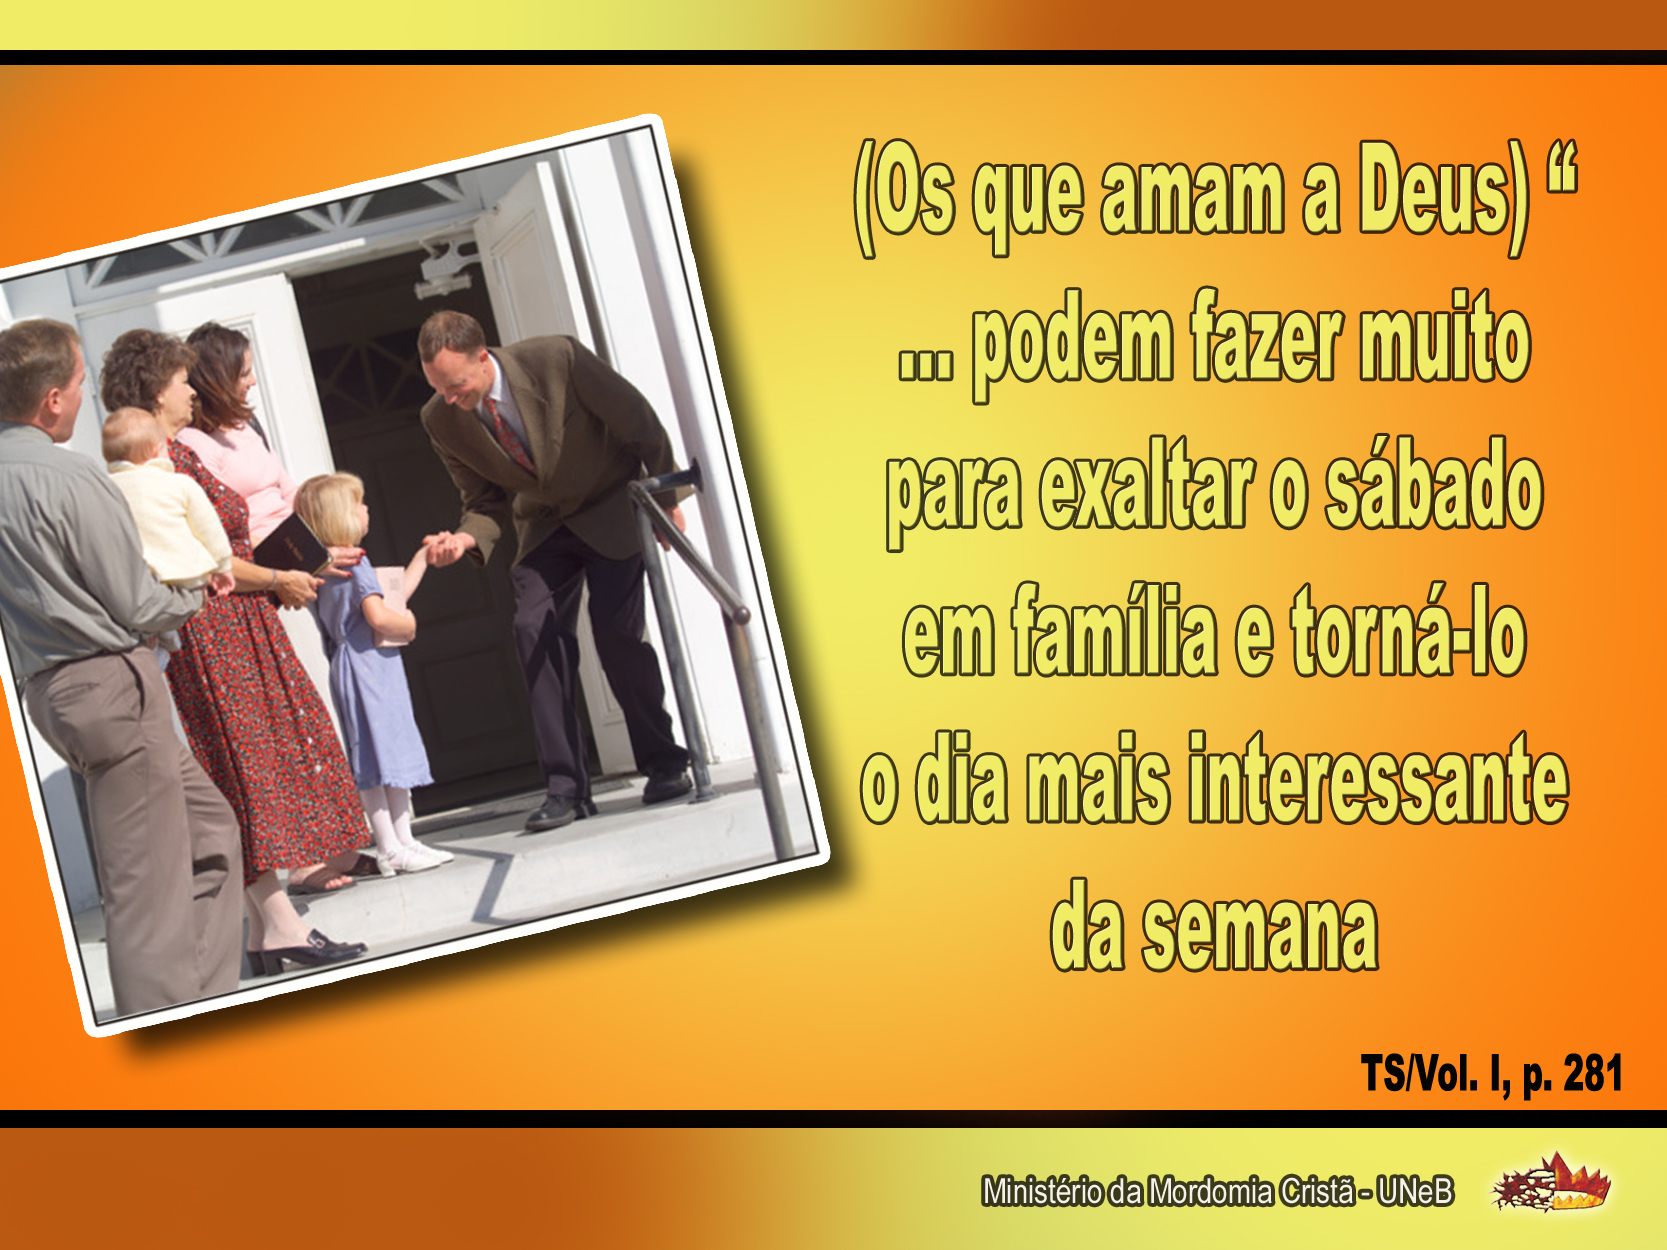 (Os que amam a Deus) “
... podem fazer muito
para exaltar o sábado
em família e torná-lo
o dia mais interessante
da semana
TS/Vol. I, p. 281
Ministério da Mordomia Cristã - UNeB